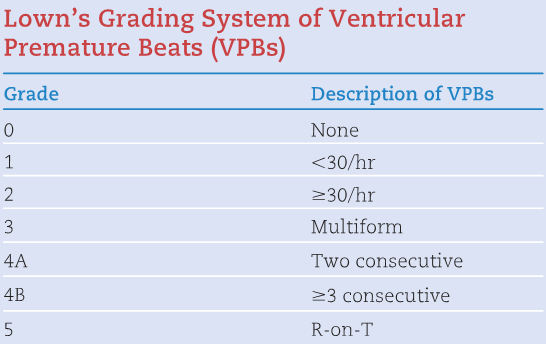 Lown's Grading System of Ventricular
Premature Beats (VPBs)
Grade Description of VPBs
0 None
1 <30/hr
2 ≥30/hr
3 Multiform
4A Two consecutive
4B ≥3 consecutive
5 R-on-T